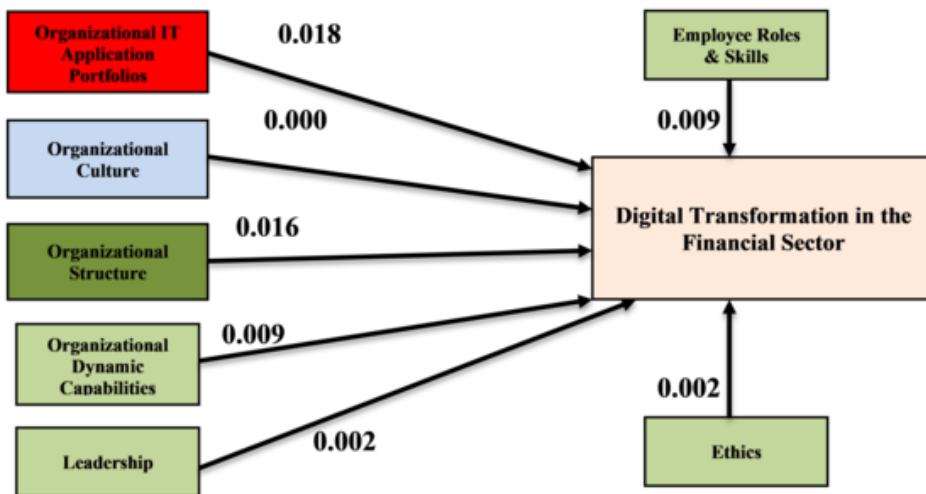 Organizational IT
Application
Portfolios
0.018
Employee Roles
& Skills
0.000
0.009
Organizational
Culture
Digital Transformation in the
Financial Sector
0.016
Organizational
Structure
0.009
Organizational
Dynamic
Capabilities
0.002
0.002
Leadership
Ethics